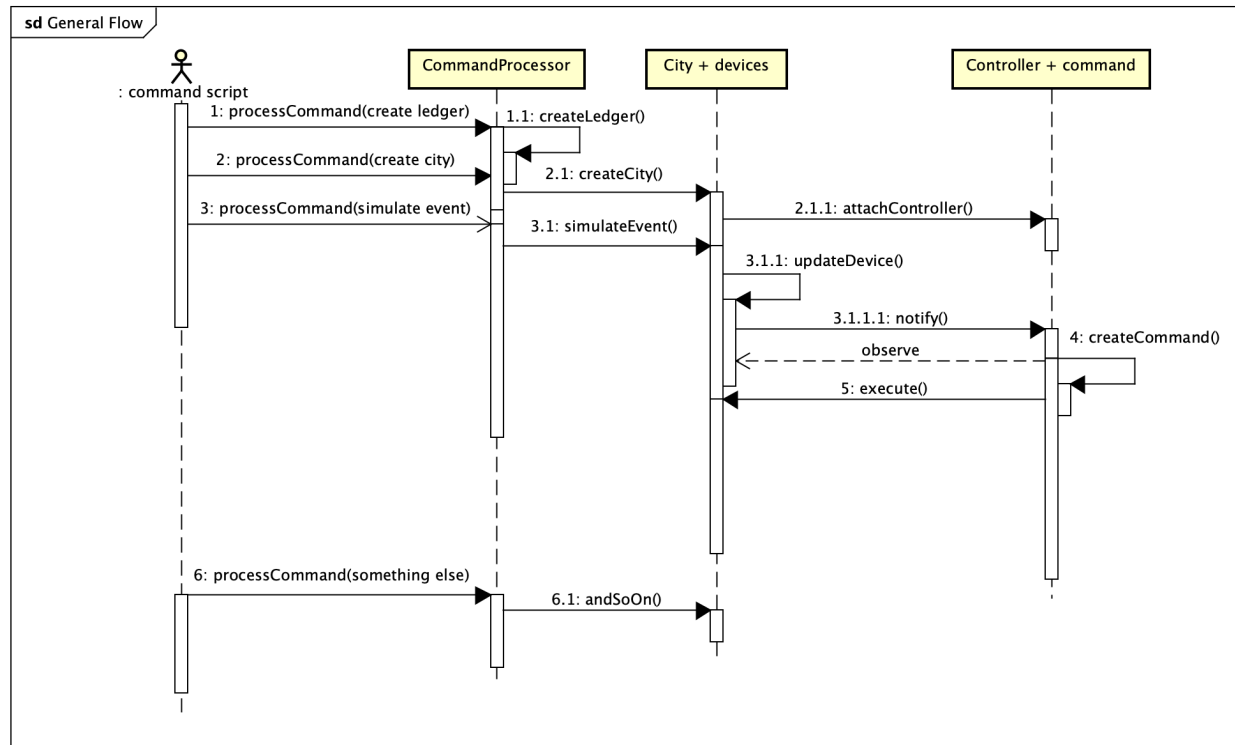 sd General Flow
CommandProcessor
City + devices
Controller + command
: command script
1: processCommand(create ledger)
1.1: createLedger()
2: processCommand(create city)
2.1: createCity()
3: processCommand(simulate event)
2.1.1: attachController()
3.1: simulateEvent()
3.1.1: updateDevice()
3.1.1.1: notify()
4: createCommand()
observe
5: execute()
6: processCommand(something else)
6.1: andSoOn()